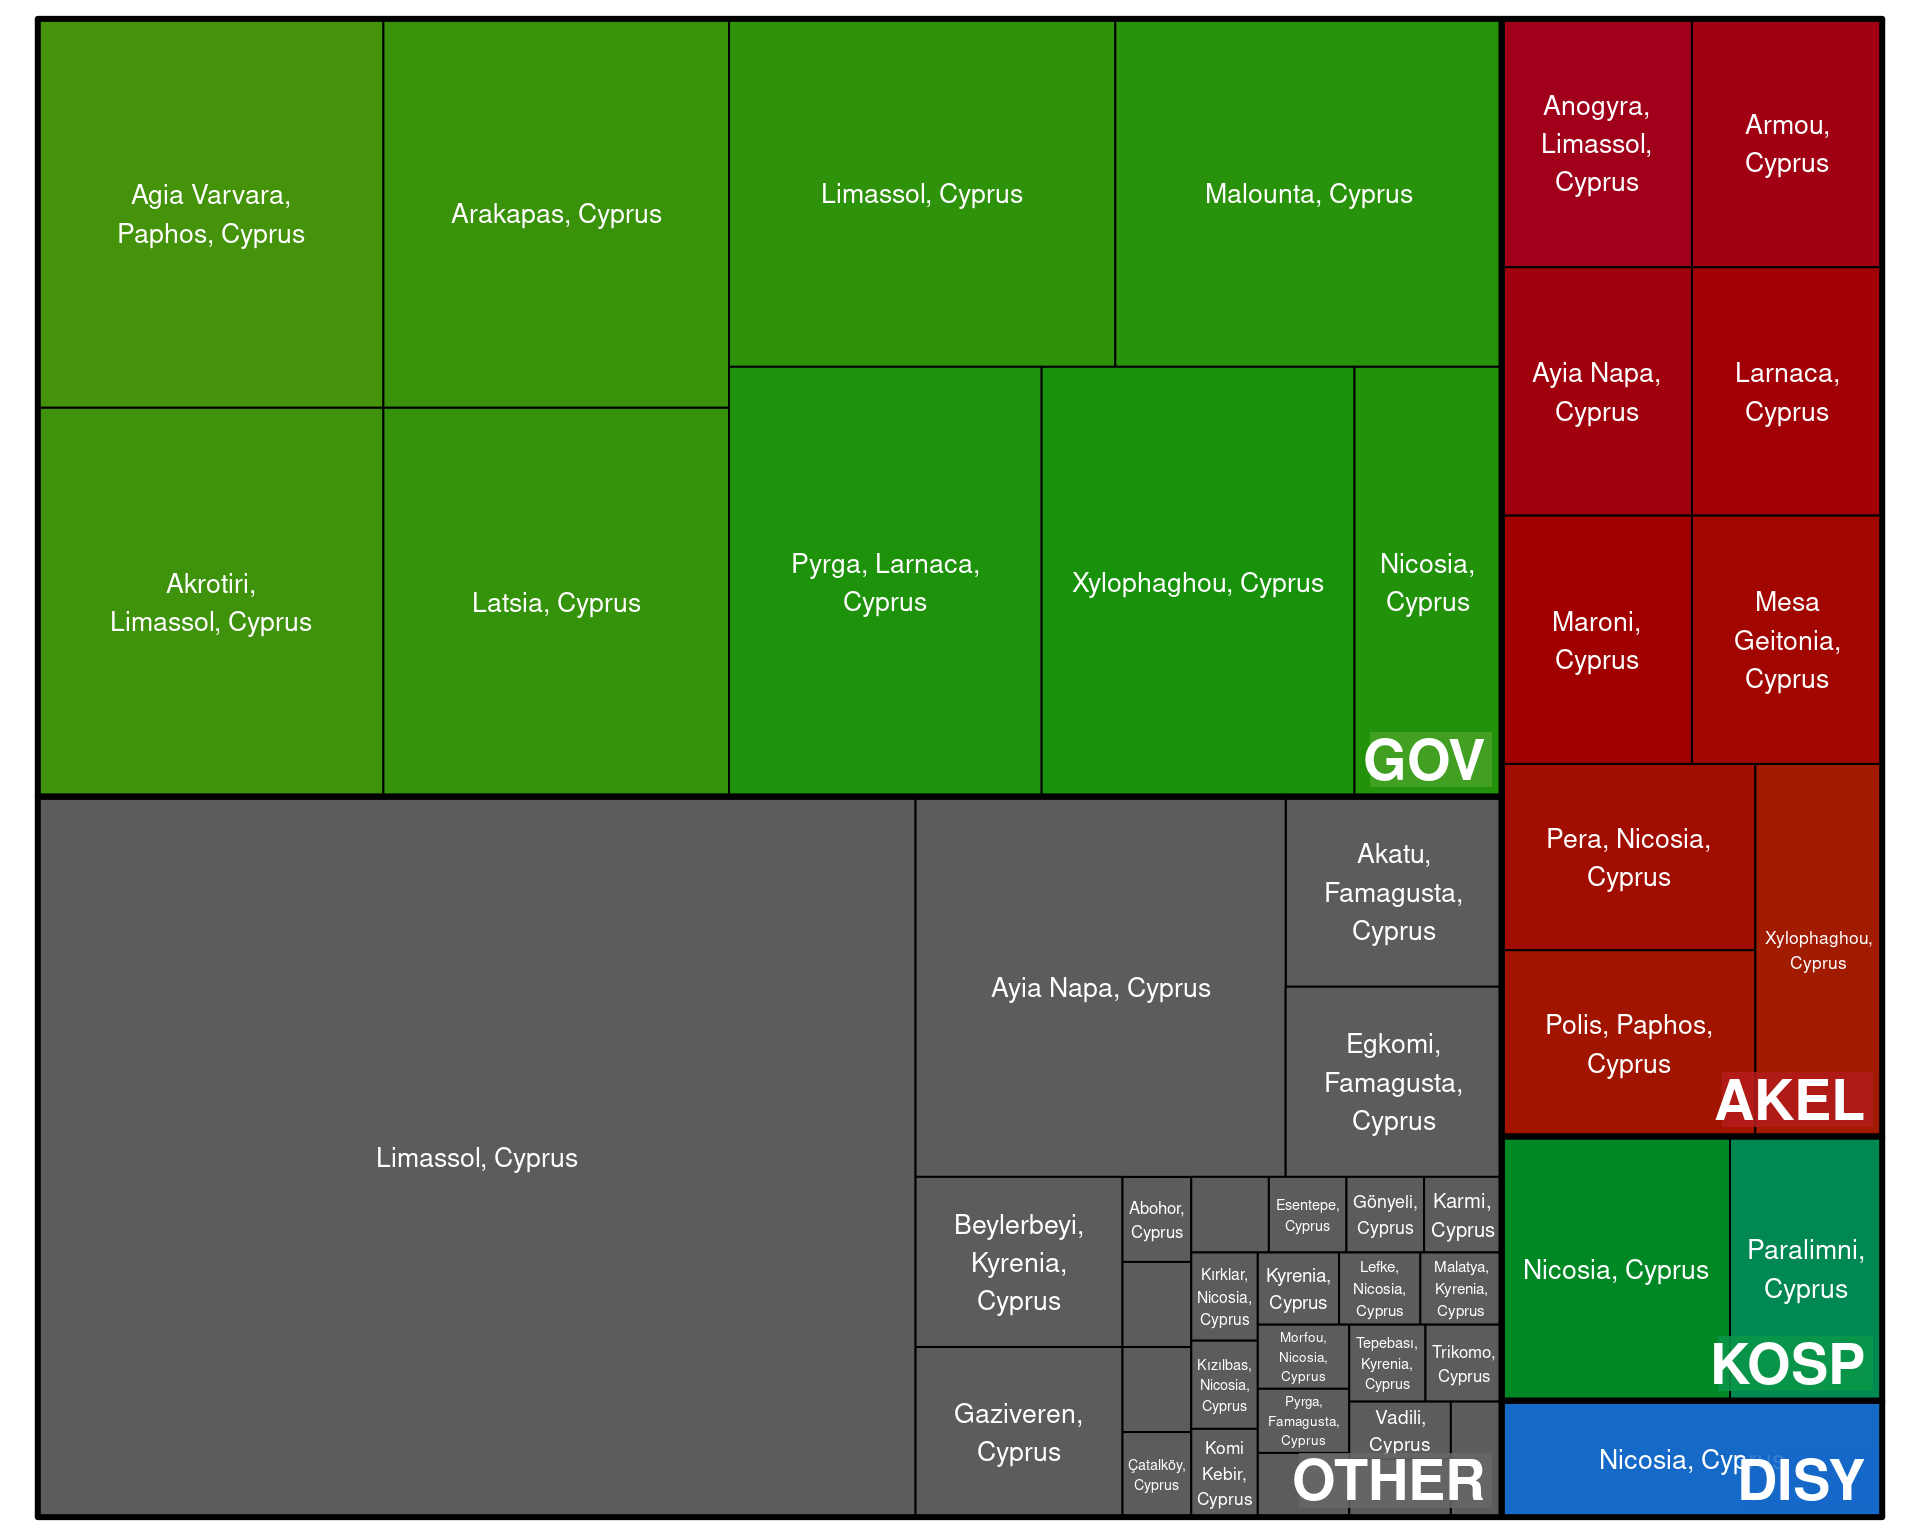 Agia Varvara,
Paphos, Cyprus
Arakapas, Cyprus
Limassol, Cyprus
Malounta, Cyprus
Akrotiri,
Limassol, Cyprus
Latsia, Cyprus
Pyrga, Larnaca,
Cyprus
Xylophaghou, Cyprus
Nicosia,
Cyprus
GOV
Anogyra,
Limassol,
Cyprus
Armou,
Cyprus
Ayia Napa,
Cyprus
Larnaca,
Cyprus
Maroni,
Cyprus
Mesa
Geitonia,
Cyprus
Pera, Nicosia,
Cyprus
Polis, Paphos,
Cyprus
Xylophaghou,
Cyprus
AKEL
Limassol, Cyprus
Ayia Napa, Cyprus
Akatu,
Famagusta,
Cyprus
Egkomi,
Famagusta,
Cyprus
Beylerbeyi,
Kyrenia,
Cyprus
Gaziveren,
Cyprus
Abohor,
Cyprus
Çatalköy,
Cyprus
Esentepe,
Cyprus
Gönyeli,
Cyprus
Karmi,
Cyprus
Kırklar,
Nicosia,
Cyprus
Kızılbas,
Nicosia,
Cyprus
Komi
Kebir,
Cyprus
Kyrenia,
Cyprus
Lefke,
Nicosia,
Cyprus
Malatya,
Kyrenia,
Cyprus
Morfou,
Nicosia,
Cyprus
Pyrga,
Famagusta,
Cyprus
Tepebası,
Kyrenia,
Cyprus
Trikomo,
Cyprus
Vadili,
Cyprus
OTHER
Nicosia, Cyprus
Paralimni,
Cyprus
KOSP
Nicosia, Cyprus
DISY